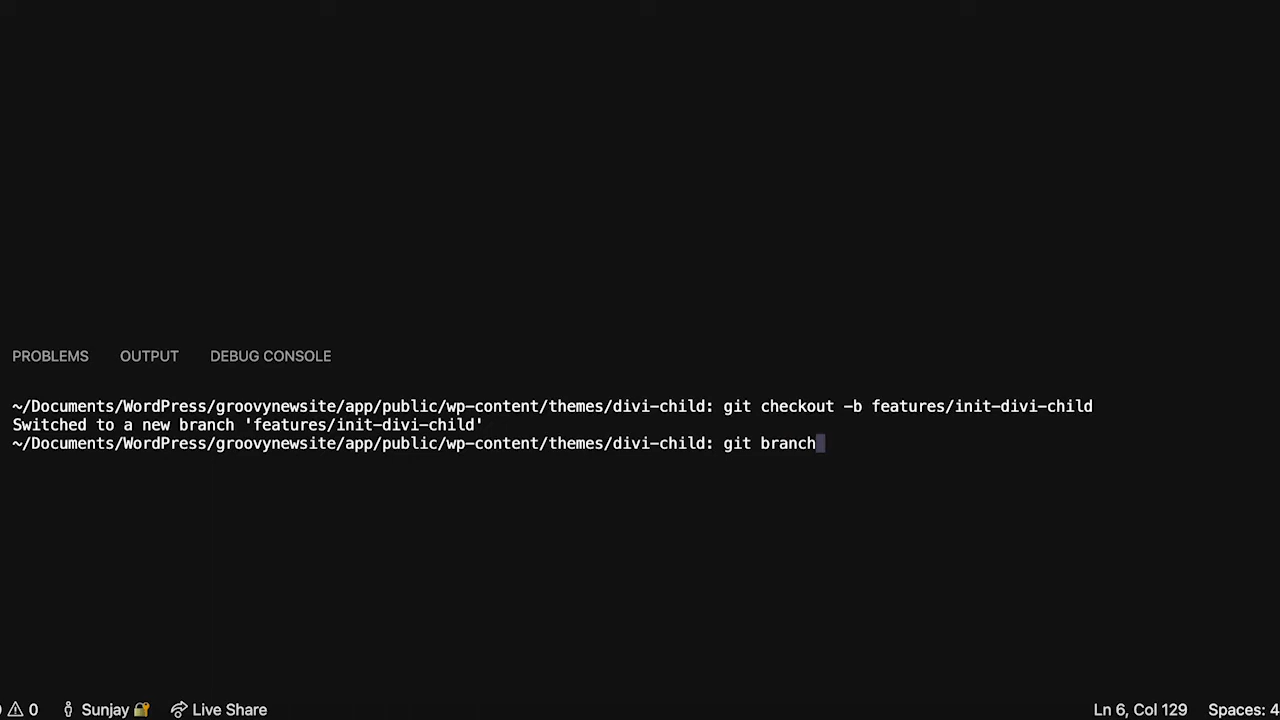 PROBLEMS OUTPUT DEBUG CONSOLE
~/Documents/WordPress/groovynewsite/app/public/wp-content/themes/divi-child: git checkout -b features/init-divi-child
Switched to a new branch 'features/init-divi-child'
~/Documents/WordPress/groovynewsite/app/public/wp-content/themes/divi-child: git branch
0 Sunjay Live Share Ln 6, Col 129 Spaces: 4